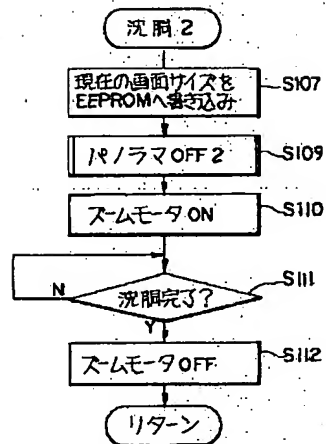 沈胴2
現在の画面サイズを
EEPROMへ書き込み
S107
パノラマOFF2
S109
ズームモータON
S110
沈胴完了?
S111
N
Y
ズームモータOFF
S112
リターン